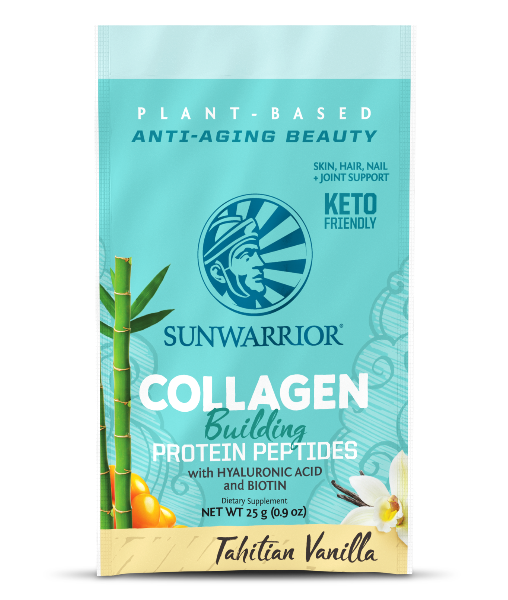 PLANT-BASED
ANTI-AGING BEAUTY
SKIN, HAIR, NAIL
+ JOINT SUPPORT
KETO
FRIENDLY
SUNWARRIOR®
COLLAGEN
Building
PROTEIN PEPTIDES
with HYALURONIC ACID
and BIOTIN
Dietary Supplement
NET WT 25 g (0.9 oz)
Tahitian Vanilla